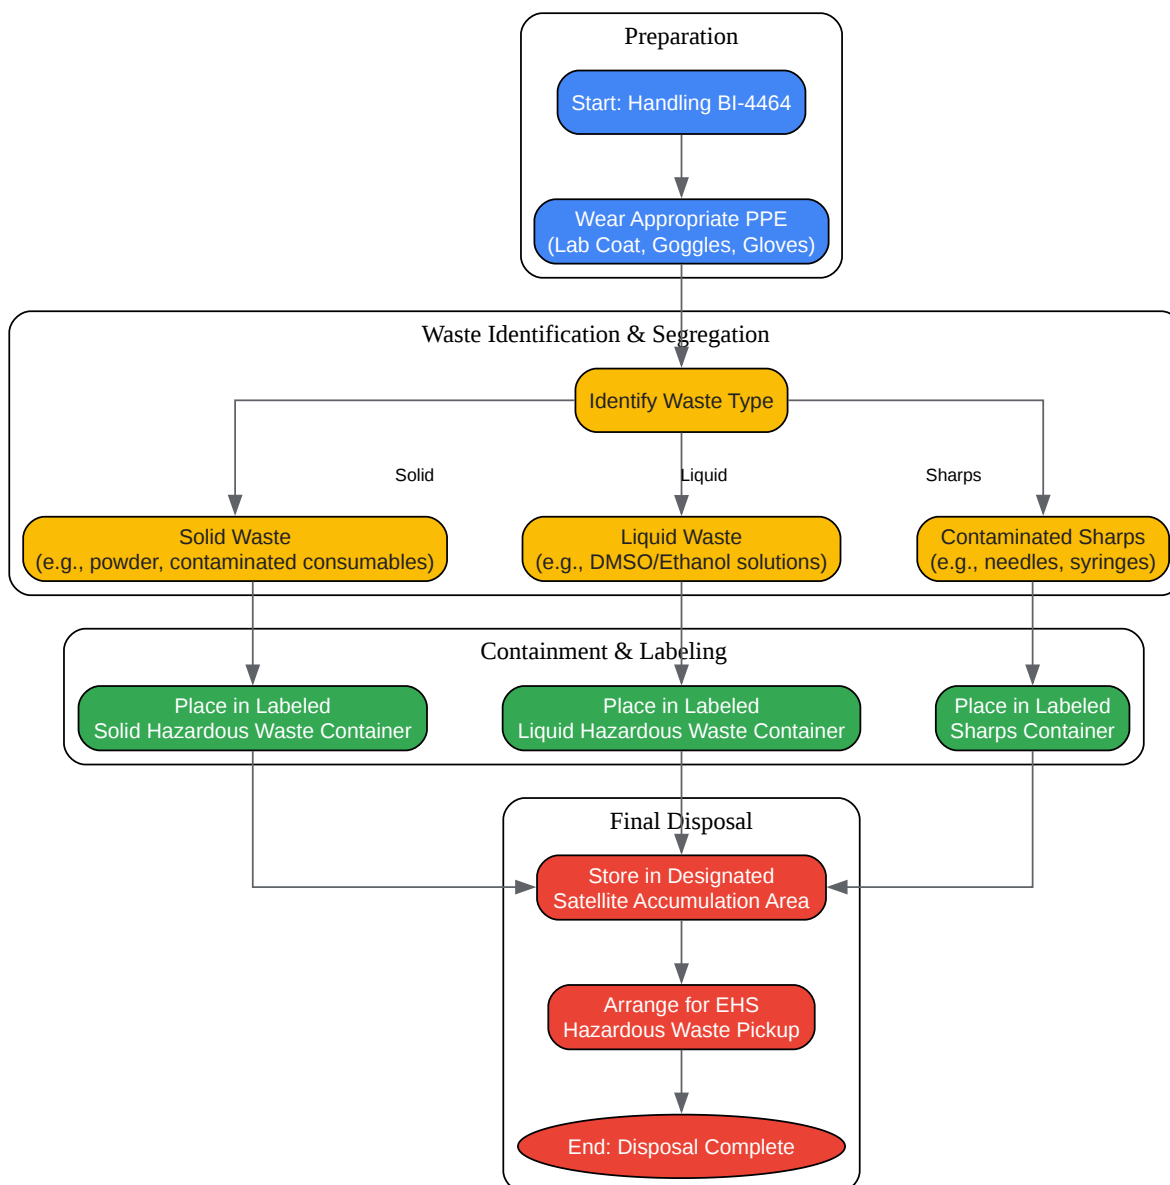 Preparation
Start: Handling BI-4464
Wear Appropriate PPE
(Lab Coat, Goggles, Gloves)
Waste Identification & Segregation
Identify Waste Type
Solid
Liquid
Sharps
Solid Waste
(e.g., powder, contaminated consumables)
Liquid Waste
(e.g., DMSO/Ethanol solutions)
Contaminated Sharps
(e.g., needles, syringes)
Containment & Labeling
Place in Labeled
Solid Hazardous Waste Container
Place in Labeled
Liquid Hazardous Waste Container
Place in Labeled
Sharps Container
Final Disposal
Store in Designated
Satellite Accumulation Area
Arrange for EHS
Hazardous Waste Pickup
End: Disposal Complete